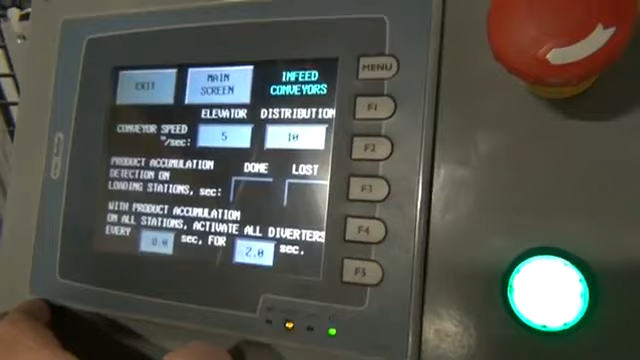 EXIT
MAIN SCREEN
INFEED CONVEYORS
MENU
ELEVATOR DISTRIBUTION
CONVEYOR SPEED "/sec: 5 10
F1
F2
PRODUCT ACCUMULATION DONE LOST
DETECTION ON
LOADING STATIONS, sec:
F3
WITH PRODUCT ACCUMULATION
ON ALL STATIONS, ACTIVATE ALL DIVERTERS
EVERY 0.0 sec, FOR 2.0 sec.
F4
F5